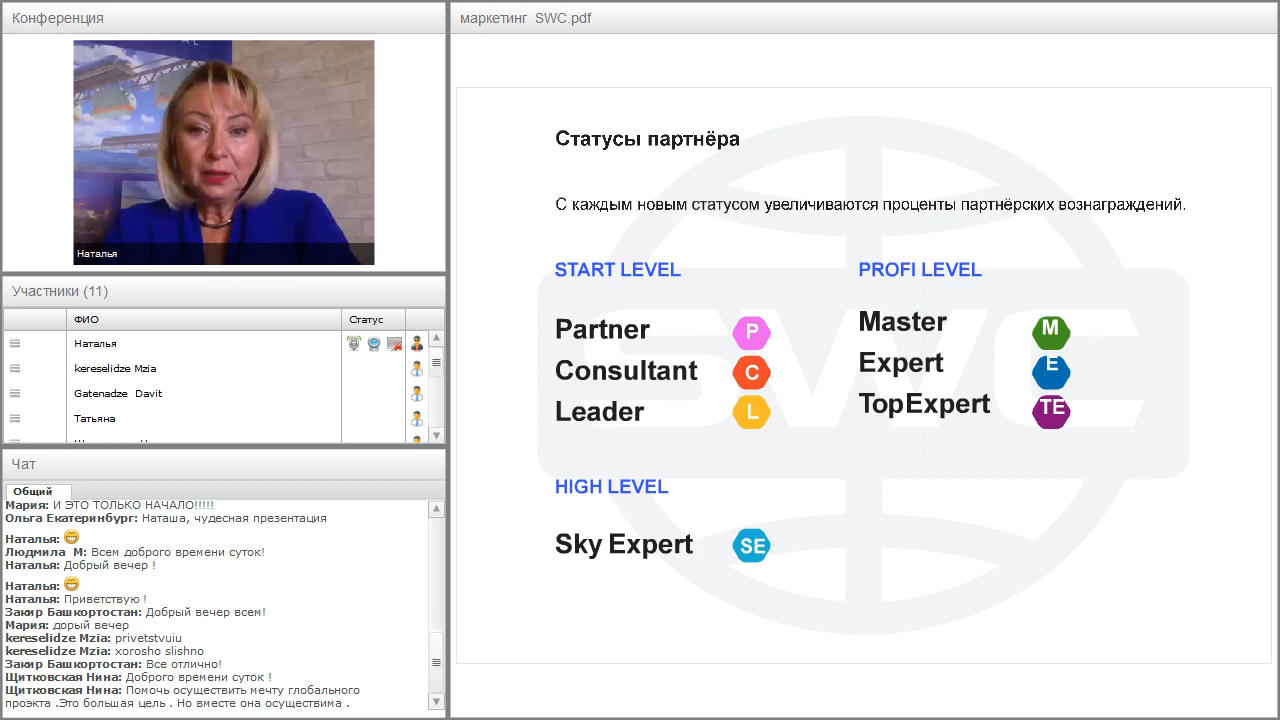 Конференция
Наталья
Участники (11)
ФИО
Статус
Наталья
kereselidze Mzia
Gatenadze Davit
Татьяна
Чат
Общий
Мария: И ЭТО ТОЛЬКО НАЧАЛО!!!!!
Ольга Екатеринбург: Наташа, чудесная презентация
Наталья:
Людмила М: Всем доброго времени суток!
Наталья: Добрый вечер !
Наталья:
Наталья: Приветствую !
Закир Башкортостан: Добрый вечер всем!
Мария: дорый вечер
kereselidze Mzia: privetstvuiu
kereselidze Mzia: xorosho slishno
Закир Башкортостан: Все отлично!
Щитковская Нина: Доброго времени суток !
Щитковская Нина: Помочь осуществить мечту глобального
проэкта .Это большая цель . Но вместе она осуществима .
маркетинг SWC.pdf
Статусы партнёра
С каждым новым статусом увеличиваются проценты партнёрских вознаграждений.
START LEVEL
Partner P
Consultant C
Leader L
PROFI LEVEL
Master M
Expert E
TopExpert TE
HIGH LEVEL
Sky Expert SE
SWC